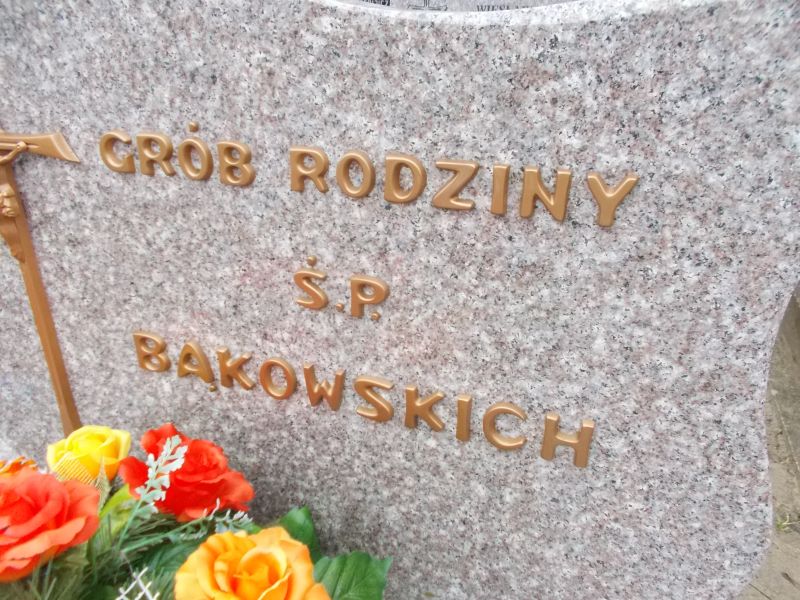 GRÓB RODZINY
Ś.P.
BĄKOWSKICH